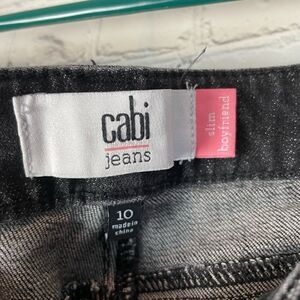 cabi
jeans
slim
boyfriend
10
made in
china